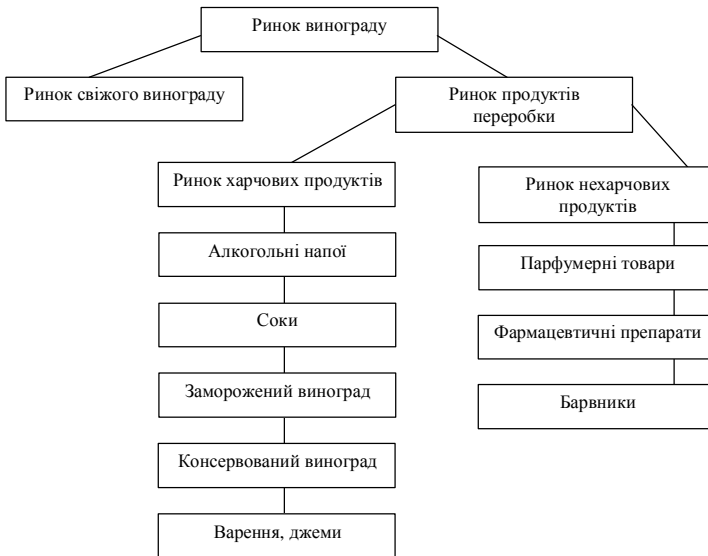 Ринок винограду
Ринок свіжого винограду
Ринок продуктів
переробки
Ринок харчових продуктів
Ринок нехарчових
продуктів
Алкогольні напої
Парфумерні товари
Соки
Фармацевтичні препарати
Заморожений виноград
Барвники
Консервований виноград
Варення, джеми